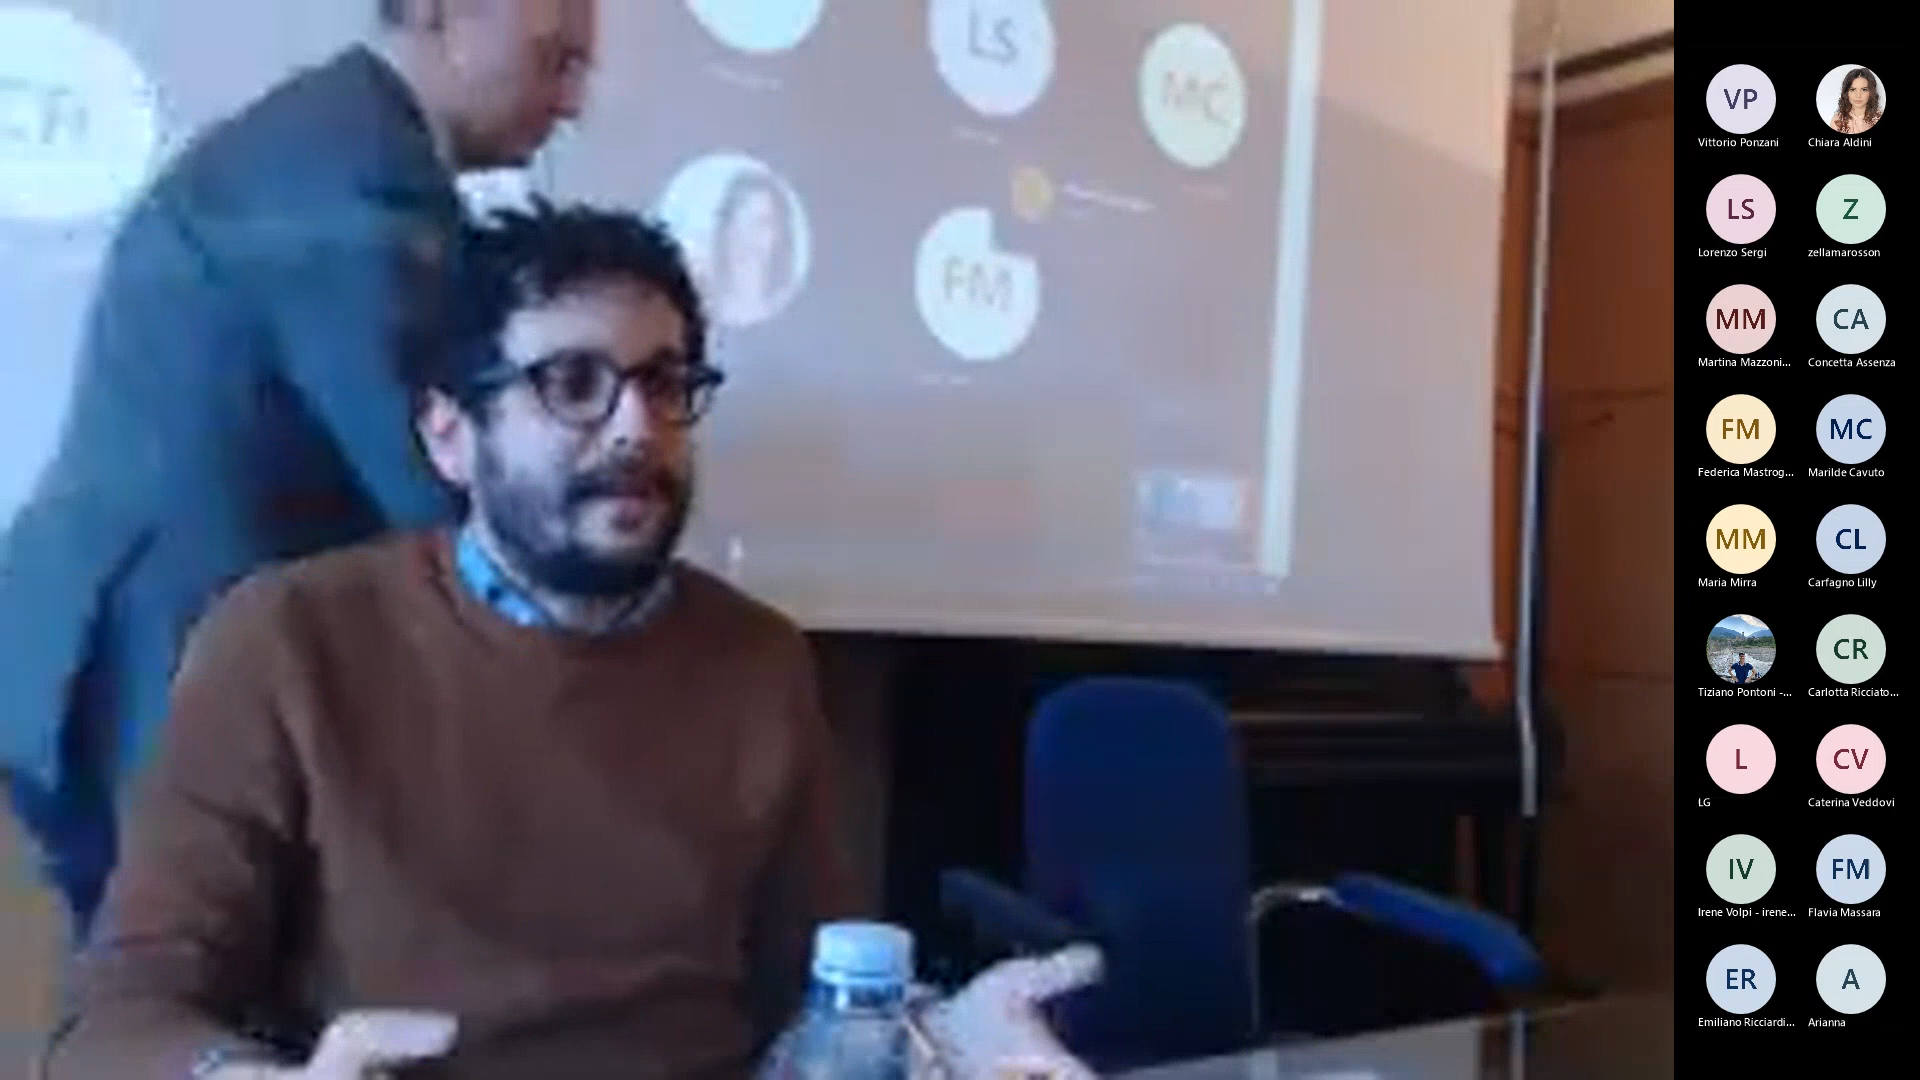 LS
MC
FM
VP
Vittorio Ponzani
Chiara Aldini
LS
Lorenzo Sergi
Z
zellamarosson
MM
Martina Mazzoni...
CA
Concetta Assenza
FM
Federica Mastrog...
MC
Marilde Cavuto
MM
Maria Mirra
CL
Carfagno Lilly
Tiziano Pontoni -...
CR
Carlotta Ricciato...
L
LG
CV
Caterina Veddovi
IV
Irene Volpi - irene...
FM
Flavia Massara
ER
Emiliano Ricciardi...
A
Arianna